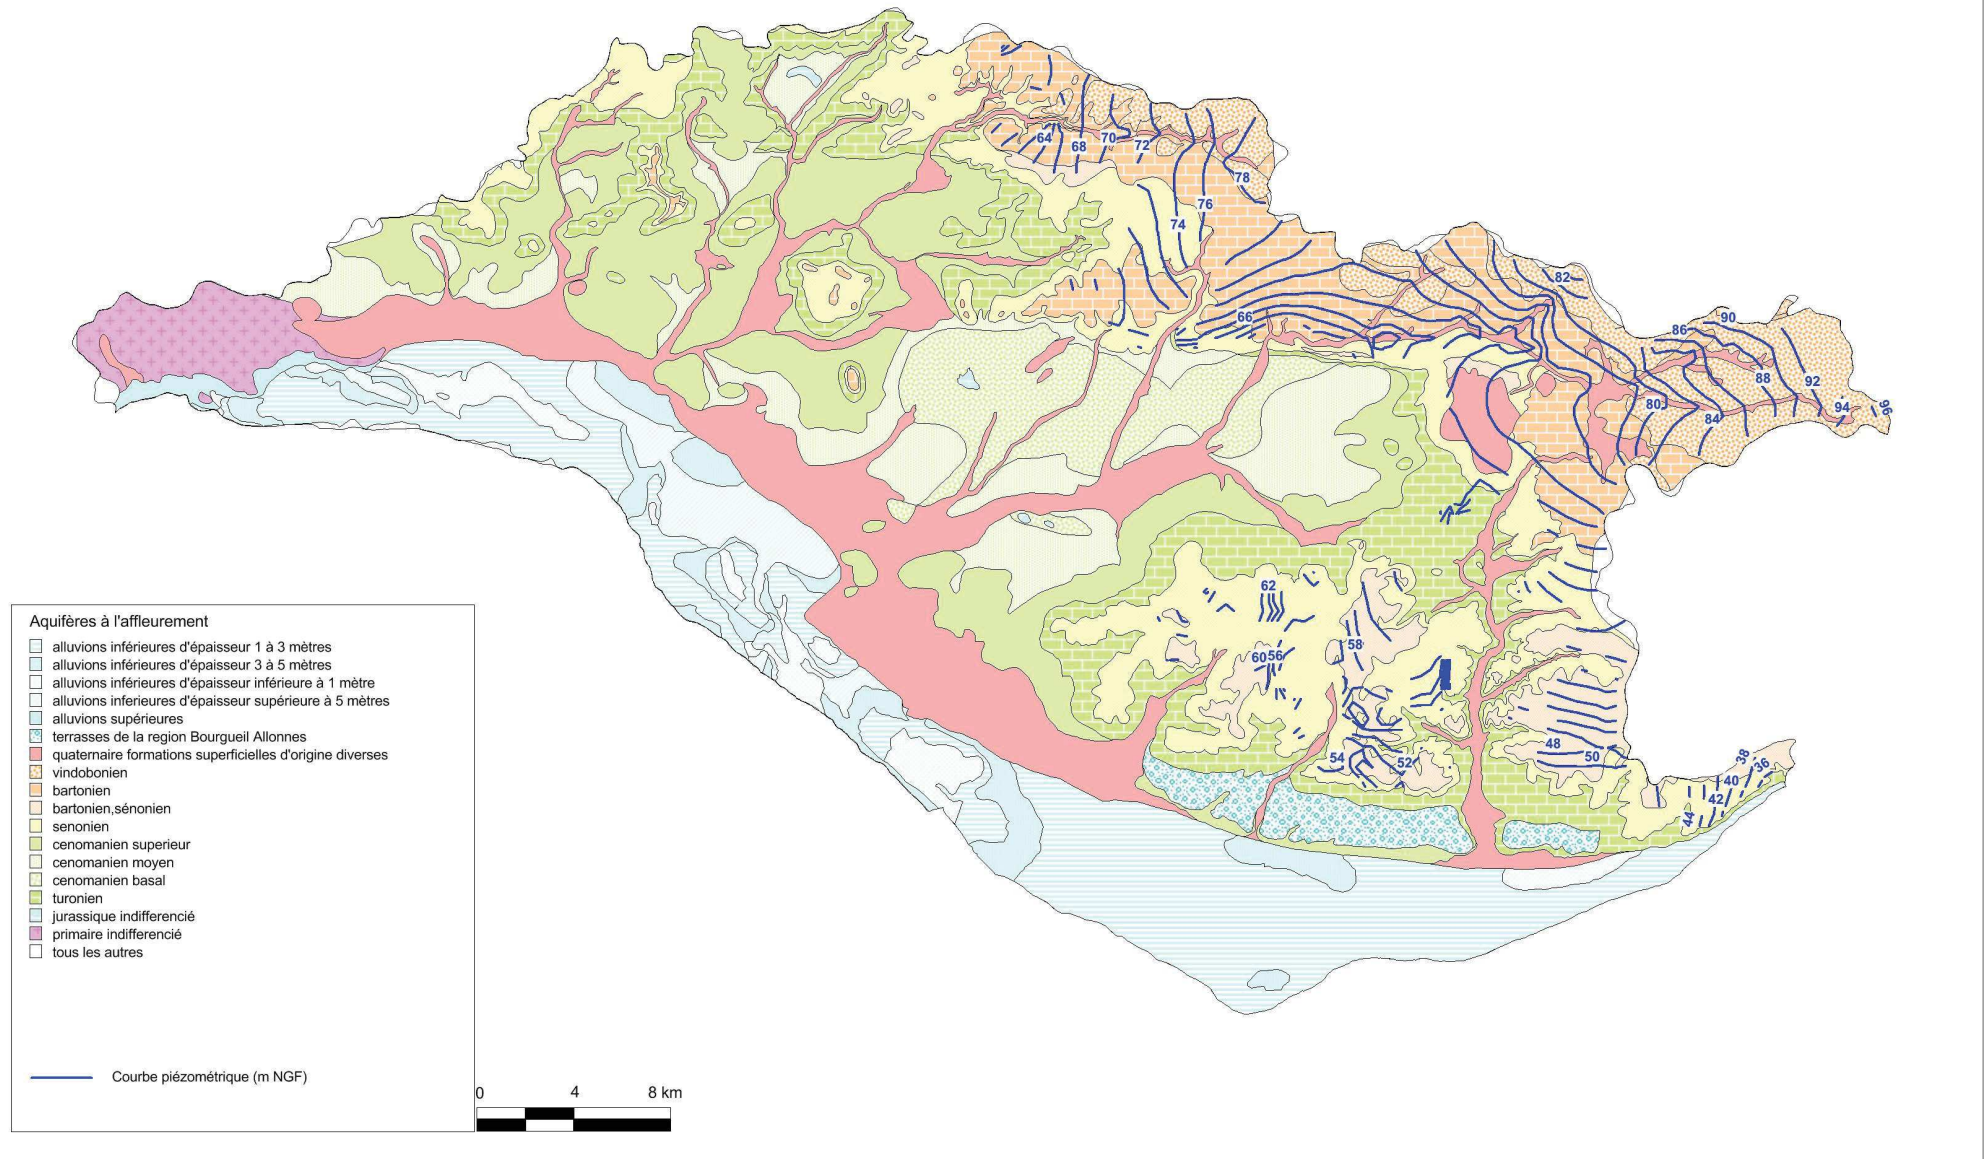 64
68
70
72
78
76
74
66
82
86
90
88
92
94
96
80
84
62
60
56
58
54
52
48
50
38
36
40
42
44
Aquifères à l'affleurement
alluvions inférieures d'épaisseur 1 à 3 mètres
alluvions inférieures d'épaisseur 3 à 5 mètres
alluvions inférieures d'épaisseur inférieure à 1 mètre
alluvions inferieures d'épaisseur supérieure à 5 mètres
alluvions supérieures
terrasses de la region Bourgueil Allonnes
quaternaire formations superficielles d'origine diverses
vindobonien
bartonien
bartonien,sénonien
senonien
cenomanien superieur
cenomanien moyen
cenomanien basal
turonien
jurassique indifferencié
primaire indifferencié
tous les autres
Courbe piézométrique (m NGF)
0 4 8 km